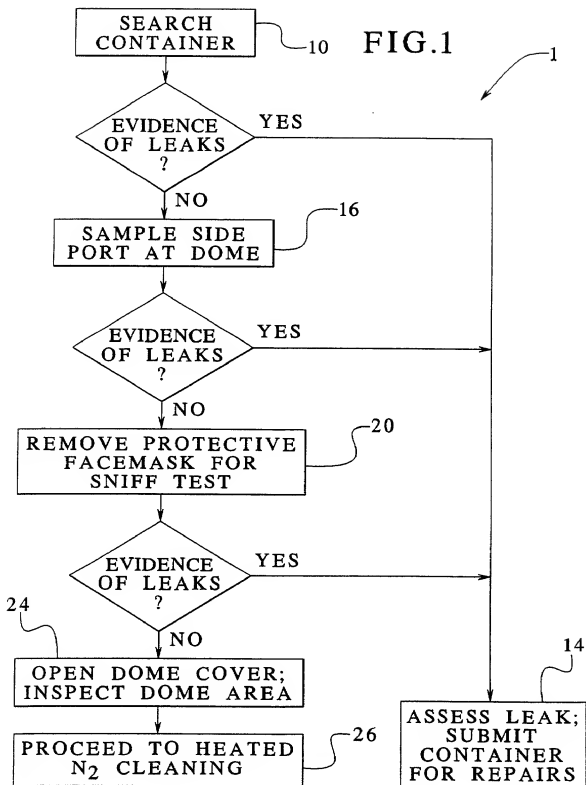 SEARCH
CONTAINER
10
FIG.1
1
EVIDENCE
OF LEAKS
?
YES
NO
16
SAMPLE SIDE
PORT AT DOME
EVIDENCE
OF LEAKS
?
YES
NO
REMOVE PROTECTIVE
FACEMASK FOR
SNIFF TEST
20
EVIDENCE
OF LEAKS
?
YES
NO
24
OPEN DOME COVER;
INSPECT DOME AREA
14
ASSESS LEAK;
SUBMIT
CONTAINER
FOR REPAIRS
PROCEED TO HEATED
N2 CLEANING
26